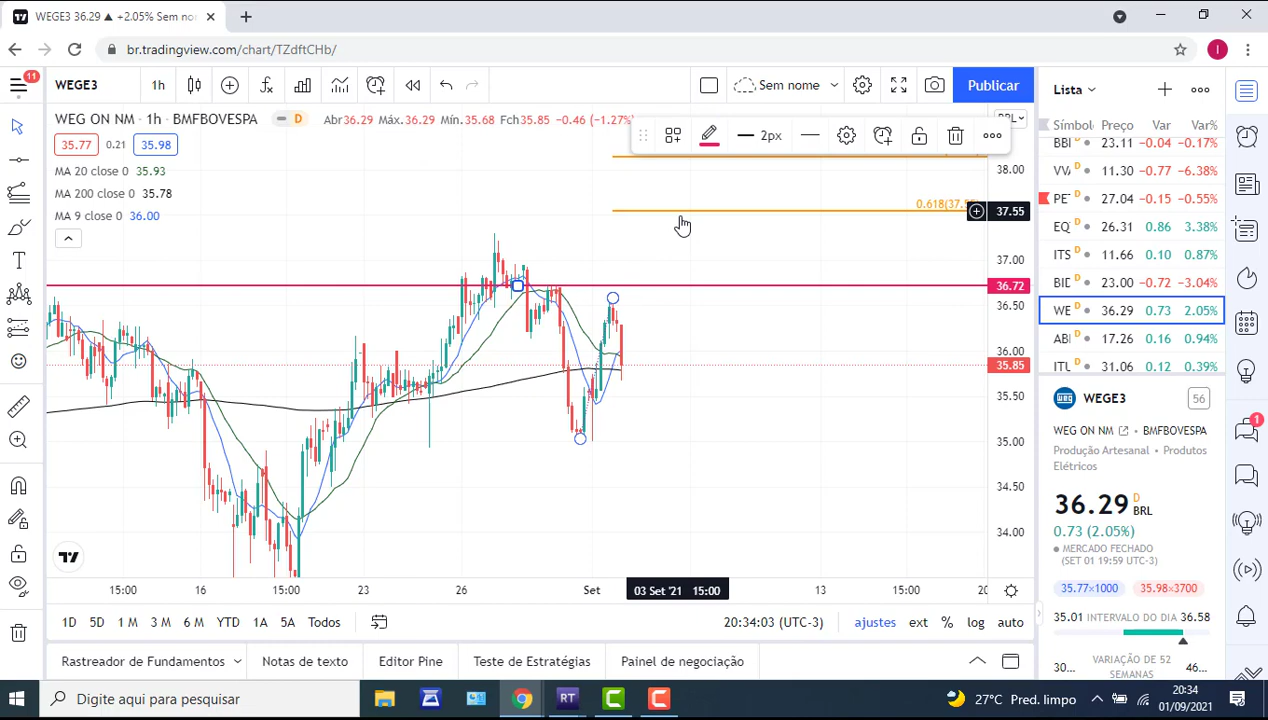 WEGE3 36.29 ▲ +2.05% Sem no
br.tradingview.com/chart/TZdftCHb/
I
11
WEGE3
1h
Sem nome
Publicar
Lista
WEG ON NM · 1h · BMFBOVESPA
D
Abr36.29 Máx.36.29 Mín.35.68 Fch35.85 −0.46 (−1.27%)
BRL
35.77
0.21
35.98
MA 20 close 0 35.93
MA 200 close 0 35.78
MA 9 close 0 36.00
2px
0.618(37.5
38.00
37.55
37.00
36.72
36.50
36.00
35.85
35.50
35.00
34.50
34.00
15:00
16
15:00
23
26
Set
03 Set '21 15:00
13
15:00
20
1D 5D 1 M 3 M 6 M YTD 1A 5A Todos
20:34:03 (UTC-3)
ajustes ext % log auto
Rastreador de Fundamentos
Notas de texto
Editor Pine
Teste de Estratégias
Painel de negociação
Símbol Preço Var Var%
BBI D 23.11 −0.04 −0.17%
VV D 11.30 −0.77 −6.38%
PE D 27.04 −0.15 −0.55%
EQ D 26.31 0.86 3.38%
ITS D 11.66 0.10 0.87%
BID D 23.00 −0.72 −3.04%
WE D 36.29 0.73 2.05%
ABI D 17.26 0.16 0.94%
ITL D 31.06 0.12 0.39%
weg
WEGE3
56
WEG ON NM • BMFBOVESPA
Produção Artesanal • Produtos
Elétricos
36.29 D BRL
0.73 (2.05%)
MERCADO FECHADO
(SET 01 19:59 UTC-3)
35.77×1000
35.98×3700
35.01 INTERVALO DO DIA 36.58
30... VARIAÇÃO DE 52 46...
SEMANAS
1
Digite aqui para pesquisar
RT
C
C
27°C Pred. limpo
20:34
01/09/2021